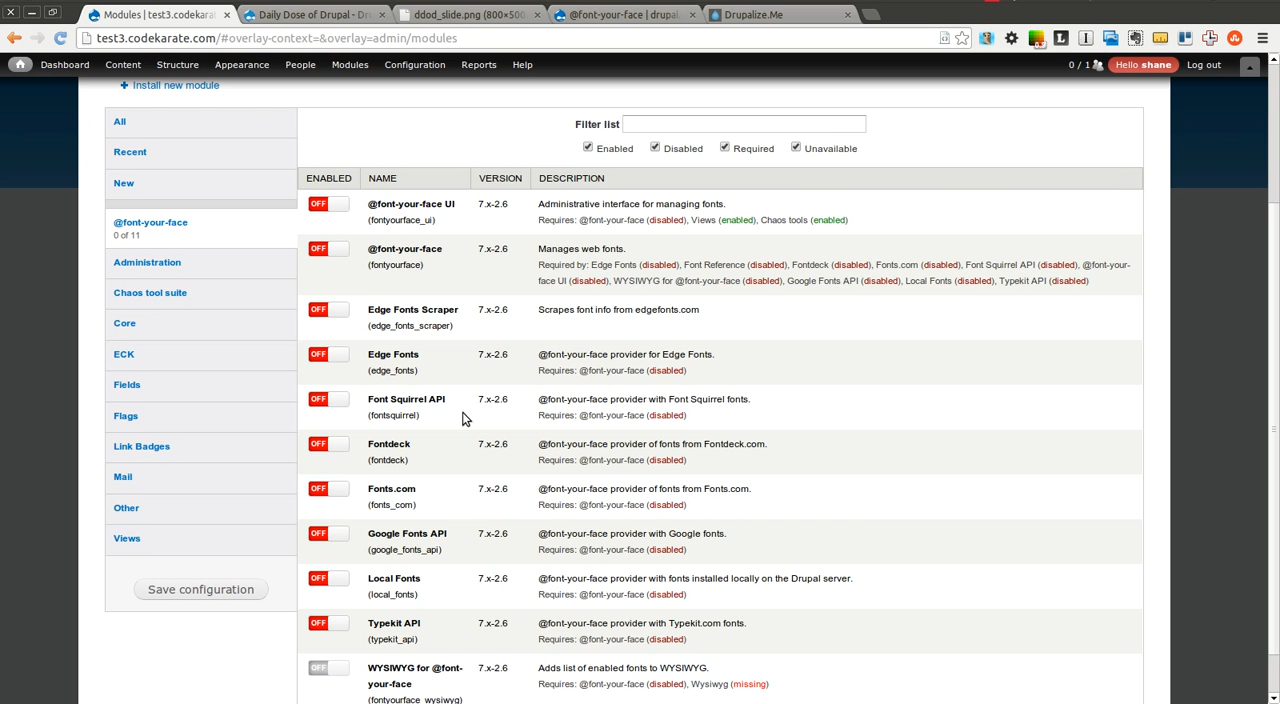 Modules | test3.codekara
Daily Dose of Drupal - Dr
ddod_slide.png (800×500
@font-your-face | drupal.
Drupalize.Me
test3.codekarate.com/#overlay-context=&overlay=admin/modules
Dashboard Content Structure Appearance People Modules Configuration Reports Help 0 / 1 Hello shane Log out
Install new module
All
Recent
New
@font-your-face
0 of 11
Administration
Chaos tool suite
Core
ECK
Fields
Flags
Link Badges
Mail
Other
Views
Save configuration
Filter list
Enabled Disabled Required Unavailable
ENABLED NAME VERSION DESCRIPTION
OFF @font-your-face UI 7.x-2.6 Administrative interface for managing fonts.
(fontyourface_ui) Requires: @font-your-face (disabled), Views (enabled), Chaos tools (enabled)
OFF @font-your-face 7.x-2.6 Manages web fonts.
(fontyourface) Required by: Edge Fonts (disabled), Font Reference (disabled), Fontdeck (disabled), Fonts.com (disabled), Font Squirrel API (disabled), @font-your-
face UI (disabled), WYSIWYG for @font-your-face (disabled), Google Fonts API (disabled), Local Fonts (disabled), Typekit API (disabled)
OFF Edge Fonts Scraper 7.x-2.6 Scrapes font info from edgefonts.com
(edge_fonts_scraper)
OFF Edge Fonts 7.x-2.6 @font-your-face provider for Edge Fonts.
(edge_fonts) Requires: @font-your-face (disabled)
OFF Font Squirrel API 7.x-2.6 @font-your-face provider with Font Squirrel fonts.
(fontsquirrel) Requires: @font-your-face (disabled)
OFF Fontdeck 7.x-2.6 @font-your-face provider of fonts from Fontdeck.com.
(fontdeck) Requires: @font-your-face (disabled)
OFF Fonts.com 7.x-2.6 @font-your-face provider of fonts from Fonts.com.
(fonts_com) Requires: @font-your-face (disabled)
OFF Google Fonts API 7.x-2.6 @font-your-face provider with Google fonts.
(google_fonts_api) Requires: @font-your-face (disabled)
OFF Local Fonts 7.x-2.6 @font-your-face provider with fonts installed locally on the Drupal server.
(local_fonts) Requires: @font-your-face (disabled)
OFF Typekit API 7.x-2.6 @font-your-face provider with Typekit.com fonts.
(typekit_api) Requires: @font-your-face (disabled)
OFF WYSIWYG for @font- 7.x-2.6 Adds list of enabled fonts to WYSIWYG.
your-face Requires: @font-your-face (disabled), Wysiwyg (missing)
(fontyourface_wysiwyg)